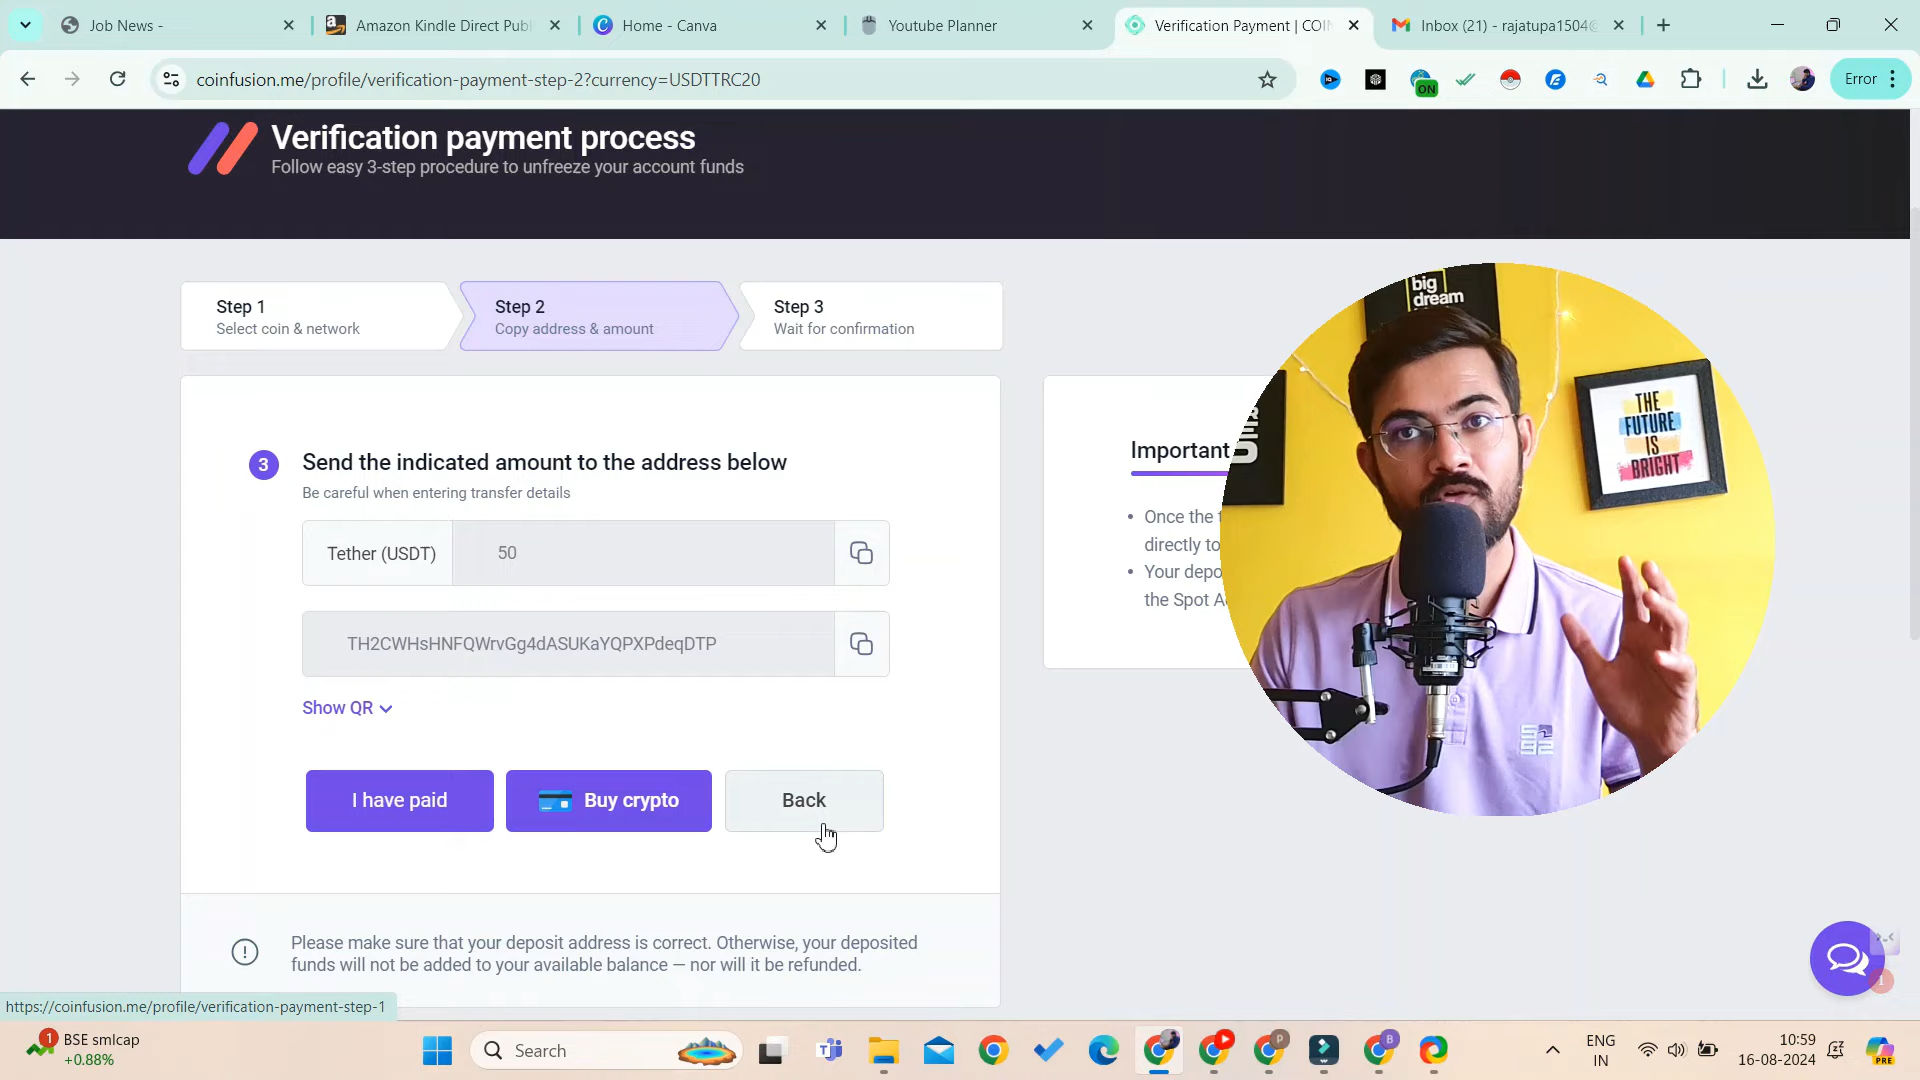 Job News -
Amazon Kindle Direct Publ
Home - Canva
Youtube Planner
Verification Payment | COIN
Inbox (21) - rajatupa1504@
coinfusion.me/profile/verification-payment-step-2?currency=USDTTRC20
ON
Error
Verification payment process
Follow easy 3-step procedure to unfreeze your account funds
Step 1
Select coin & network
Step 2
Copy address & amount
Step 3
Wait for confirmation
3
Send the indicated amount to the address below
Be careful when entering transfer details
Tether (USDT)
50
TH2CWHsHNFQWrvGg4dASUKaYQPXPdeqDTP
Show QR
I have paid
Buy crypto
Back
Please make sure that your deposit address is correct. Otherwise, your deposited
funds will not be added to your available balance — nor will it be refunded.
Important
Once the
directly to
Your depo
the Spot A
big
dream
THE
FUTURE
IS
BRIGHT
1
https://coinfusion.me/profile/verification-payment-step-1
1
BSE smlcap
+0.88%
Search
P
B
ENG
IN
10:59
16-08-2024
PRE